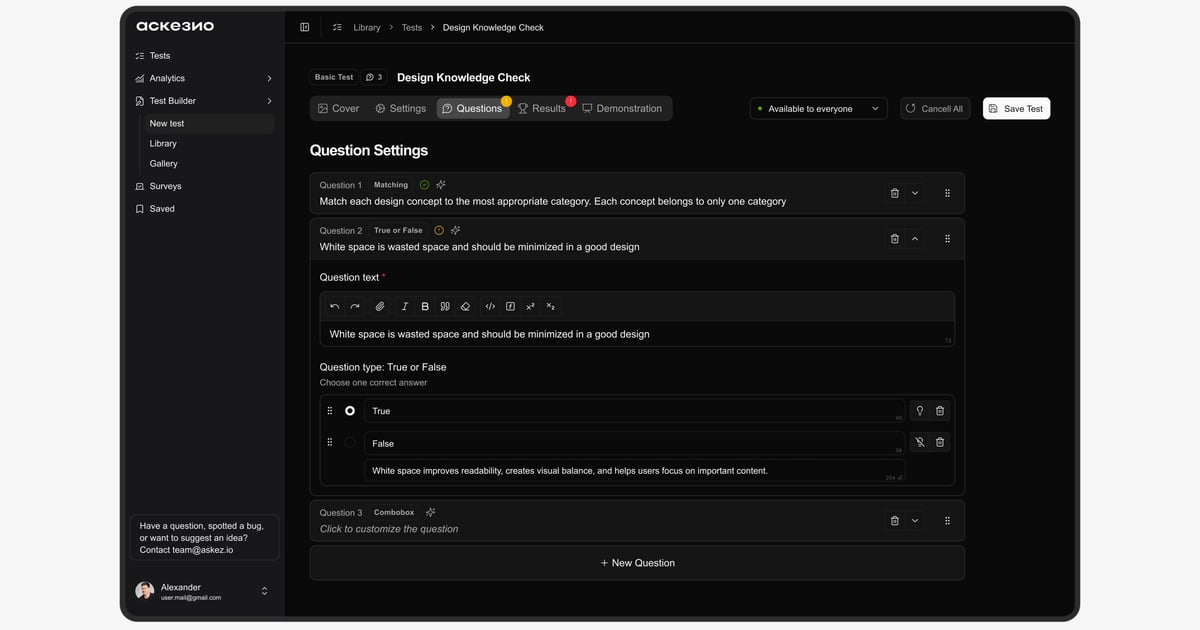 аскезио
Library
Tests
Design Knowledge Check
Tests
Analytics
Test Builder
New test
Library
Gallery
Surveys
Saved
Basic Test
3
Design Knowledge Check
Cover
Settings
Questions
!
Results
!
Demonstration
Available to everyone
Cancell All
Save Test
Question Settings
Question 1
Matching
Match each design concept to the most appropriate category. Each concept belongs to only one category
Question 2
True or False
White space is wasted space and should be minimized in a good design
Question text *
White space is wasted space and should be minimized in a good design
73
Question type: True or False
Choose one correct answer
True
60
False
58
White space improves readability, creates visual balance, and helps users focus on important content.
204
Question 3
Combobox
Click to customize the question
+ New Question
Have a question, spotted a bug,
or want to suggest an idea?
Contact team@askez.io
Alexander
user.mail@gmail.com